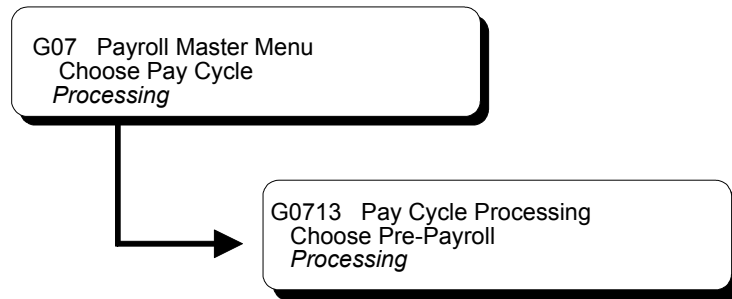 G07 Payroll Master Menu
Choose Pay Cycle
Processing
G0713 Pay Cycle Processing
Choose Pre-Payroll
Processing